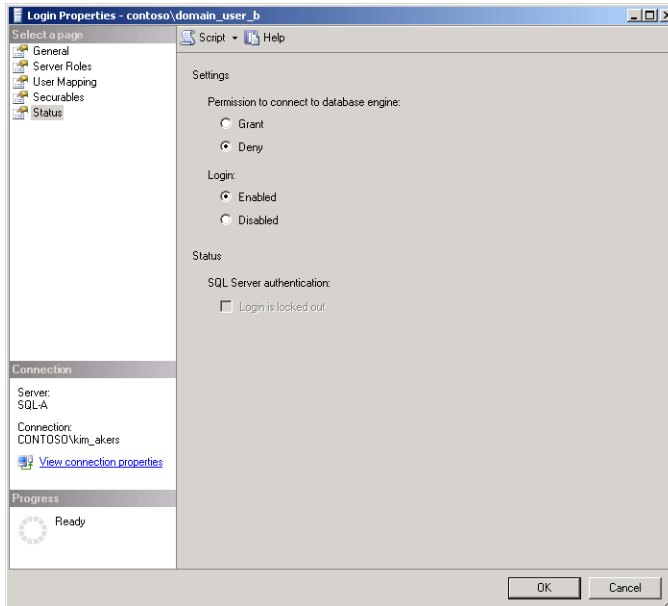 Login Properties - contoso\domain_user_b
Select a page
General
Server Roles
User Mapping
Securables
Status
Script Help
Settings
Permission to connect to database engine:
Grant
Deny
Login:
Enabled
Disabled
Status
SQL Server authentication:
Login is locked out
Connection
Server:
SQL-A
Connection:
CONTOSO\kim_akers
View connection properties
Progress
Ready
OK Cancel